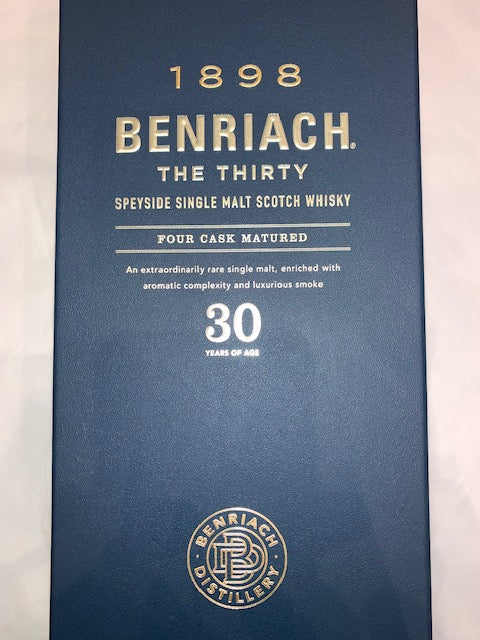 1898
BENRIACH®
THE THIRTY
SPEYSIDE SINGLE MALT SCOTCH WHISKY
FOUR CASK MATURED
An extraordinarily rare single malt, enriched with
aromatic complexity and luxurious smoke
30
YEARS OF AGE
BENRIACH
DISTILLERY